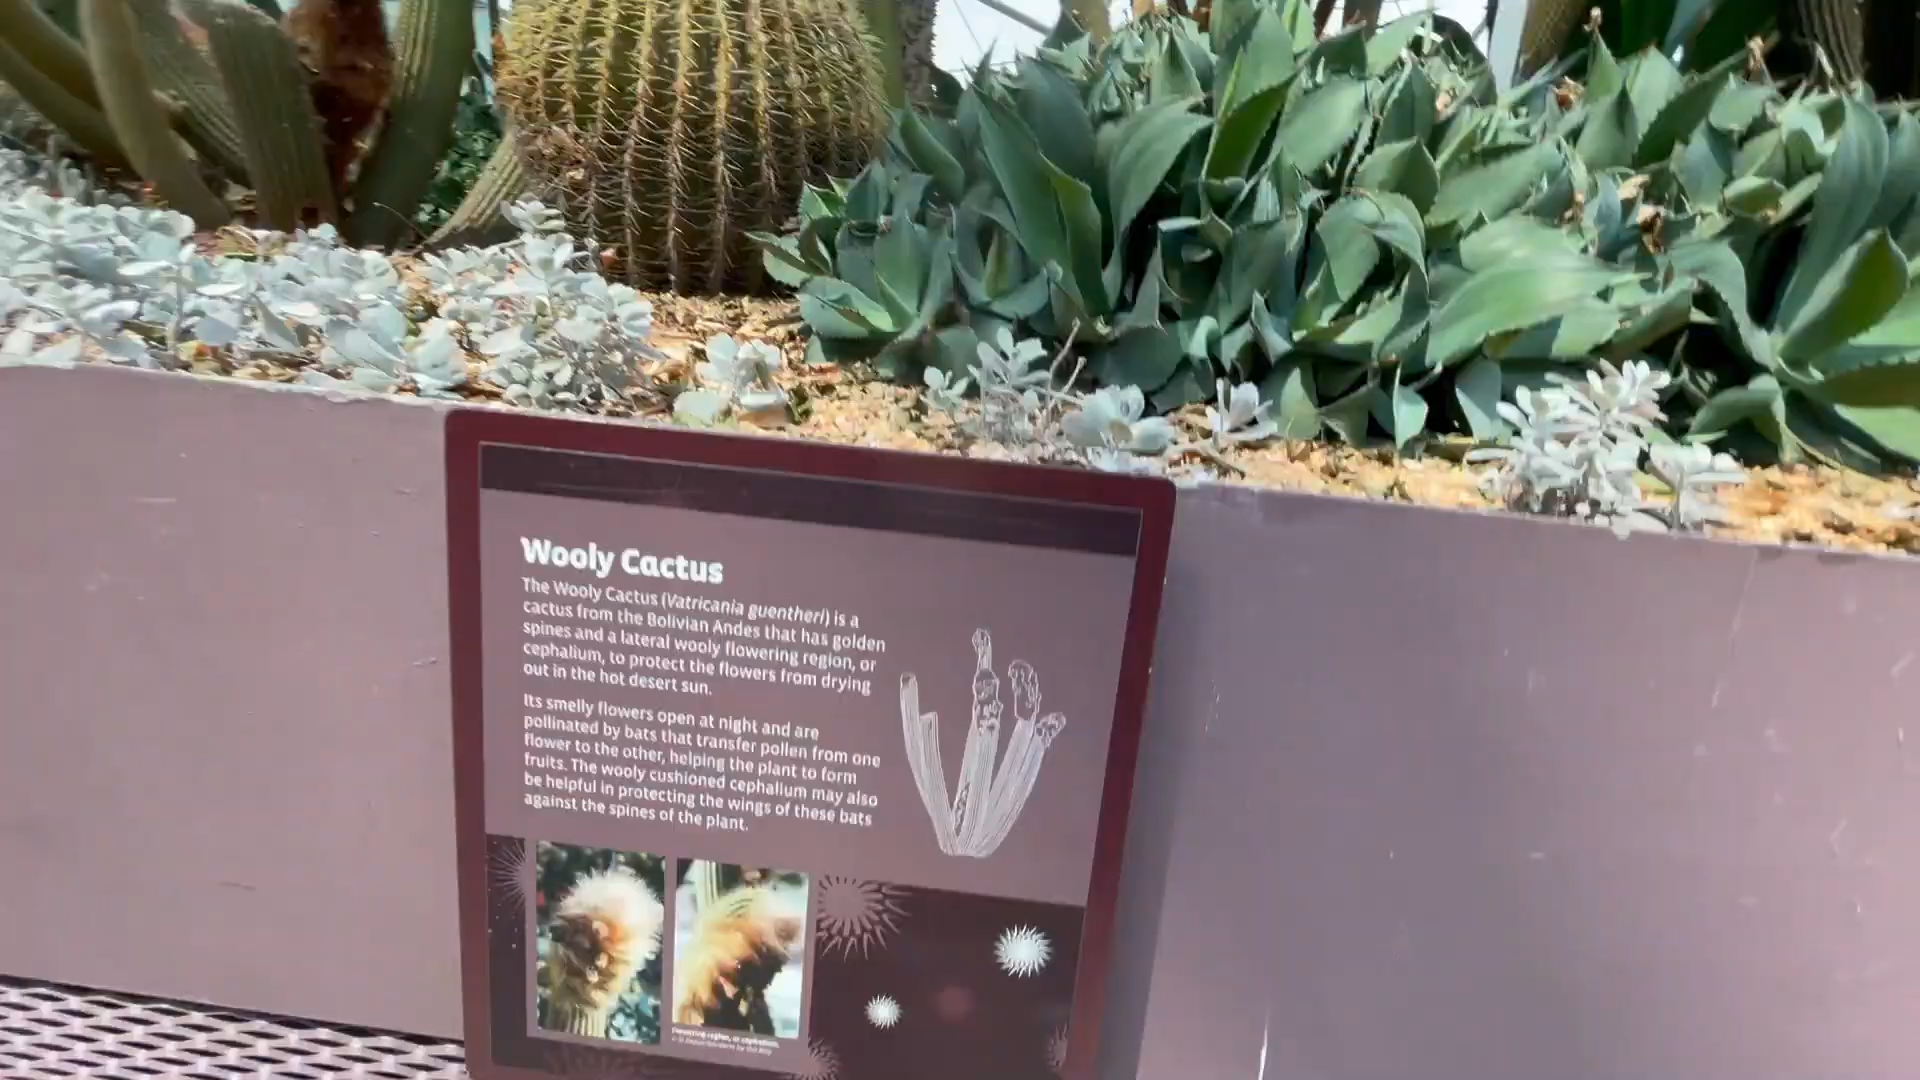 Wooly Cactus
The Wooly Cactus (Vatricania guentheri) is a
cactus from the Bolivian Andes that has golden
spines and a lateral wooly flowering region, or
cephalium, to protect the flowers from drying
out in the hot desert sun.
Its smelly flowers open at night and are
pollinated by bats that transfer pollen from one
flower to the other, helping the plant to form
fruits. The wooly cushioned cephalium may also
be helpful in protecting the wings of these bats
against the spines of the plant.
Flowering region, or cephalium.